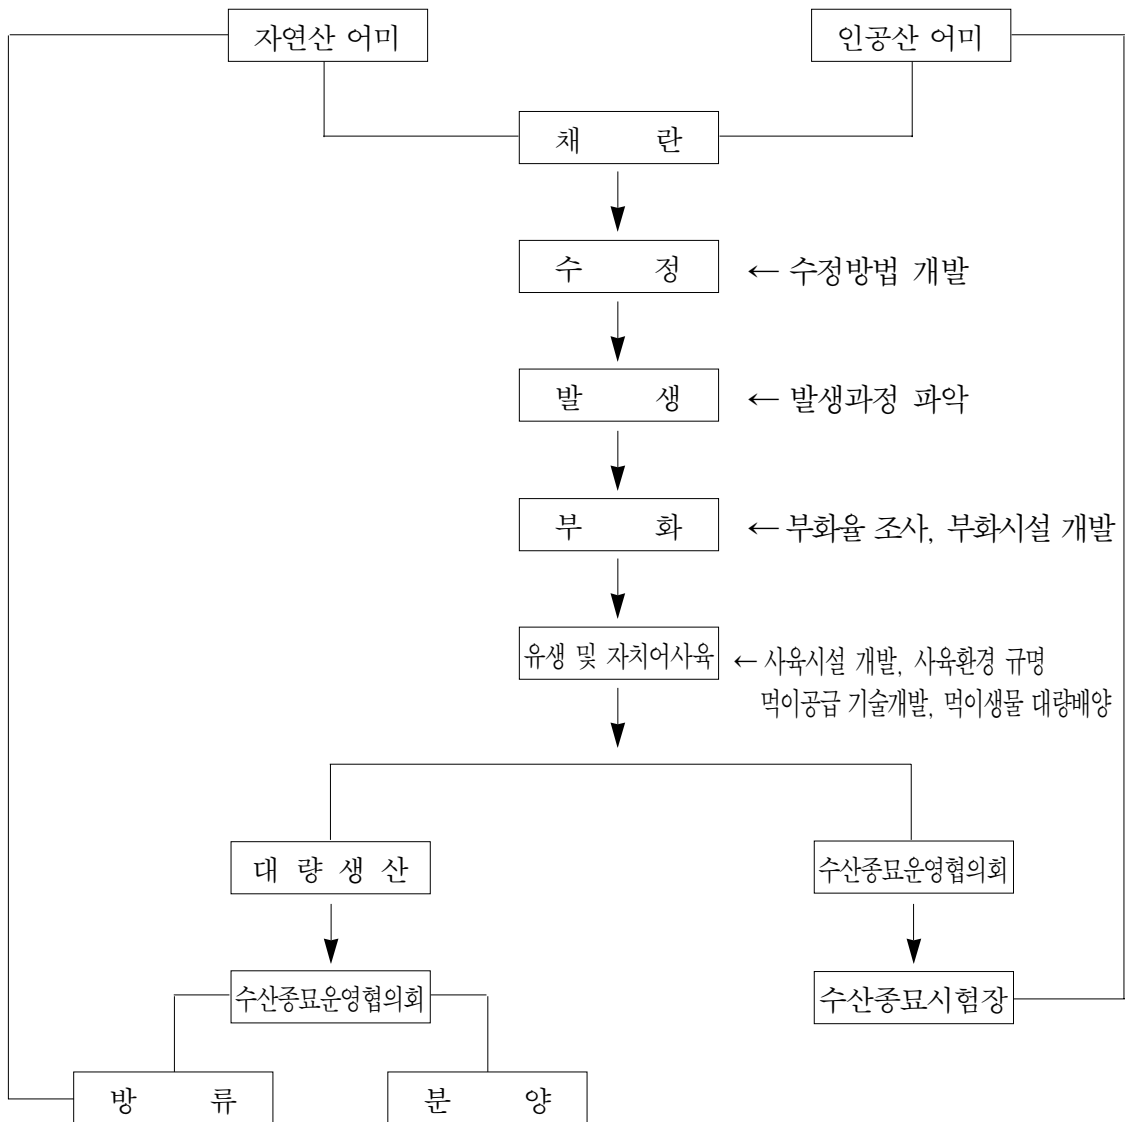 자연산 어미
인공산 어미
채 란
수 정
← 수정방법 개발
발 생
← 발생과정 파악
부 화
← 부화율 조사, 부화시설 개발
유생 및 자치어사육
← 사육시설 개발, 사육환경 규명
먹이공급 기술개발, 먹이생물 대량배양
대 량 생 산
수산종묘운영협의회
수산종묘운영협의회
수산종묘시험장
방 류
분 양